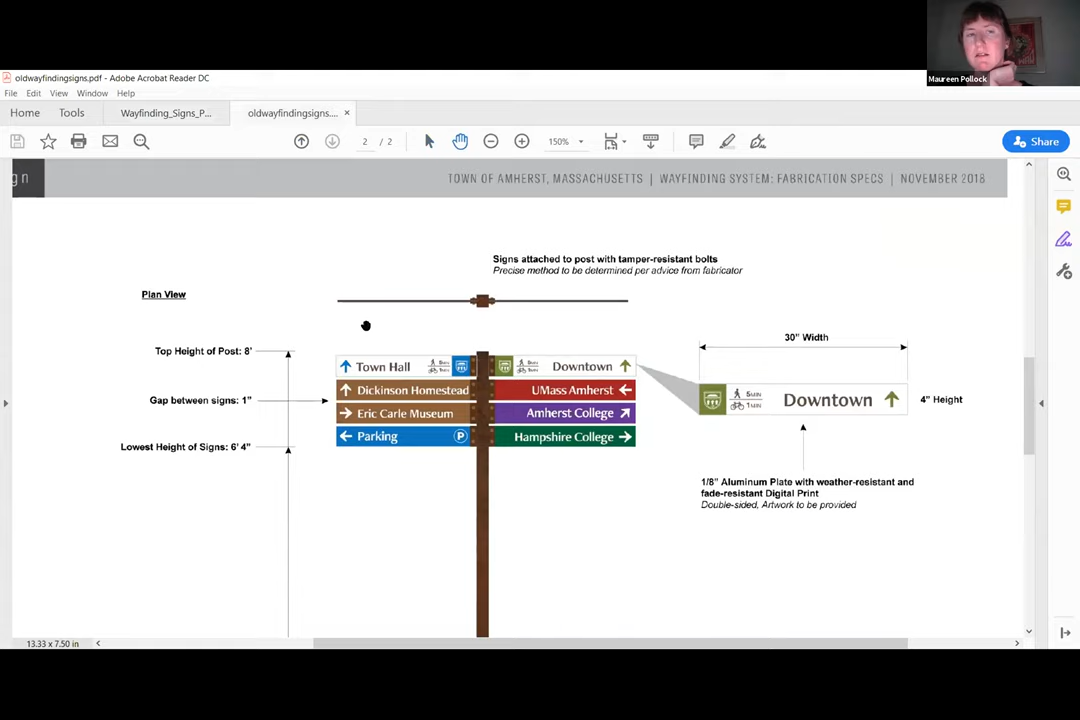 Maureen Pollock
oldwayfindingsigns.pdf - Adobe Acrobat Reader DC
File Edit View Window Help
Home Tools Wayfinding_Signs_P... oldwayfindingsigns.... ×
2 / 2 150% Share
gn
TOWN OF AMHERST, MASSACHUSETTS | WAYFINDING SYSTEM: FABRICATION SPECS | NOVEMBER 2018
Signs attached to post with tamper-resistant bolts
Precise method to be determined per advice from fabricator
Plan View
Top Height of Post: 8'
Gap between signs: 1"
Lowest Height of Signs: 6' 4"
Town Hall
Dickinson Homestead
Eric Carle Museum
Parking P
Downtown
UMass Amherst
Amherst College
Hampshire College
30" Width
5 MIN
1 MIN
Downtown
4" Height
1/8" Aluminum Plate with weather-resistant and
fade-resistant Digital Print
Double-sided, Artwork to be provided
13.33 x 7.50 in